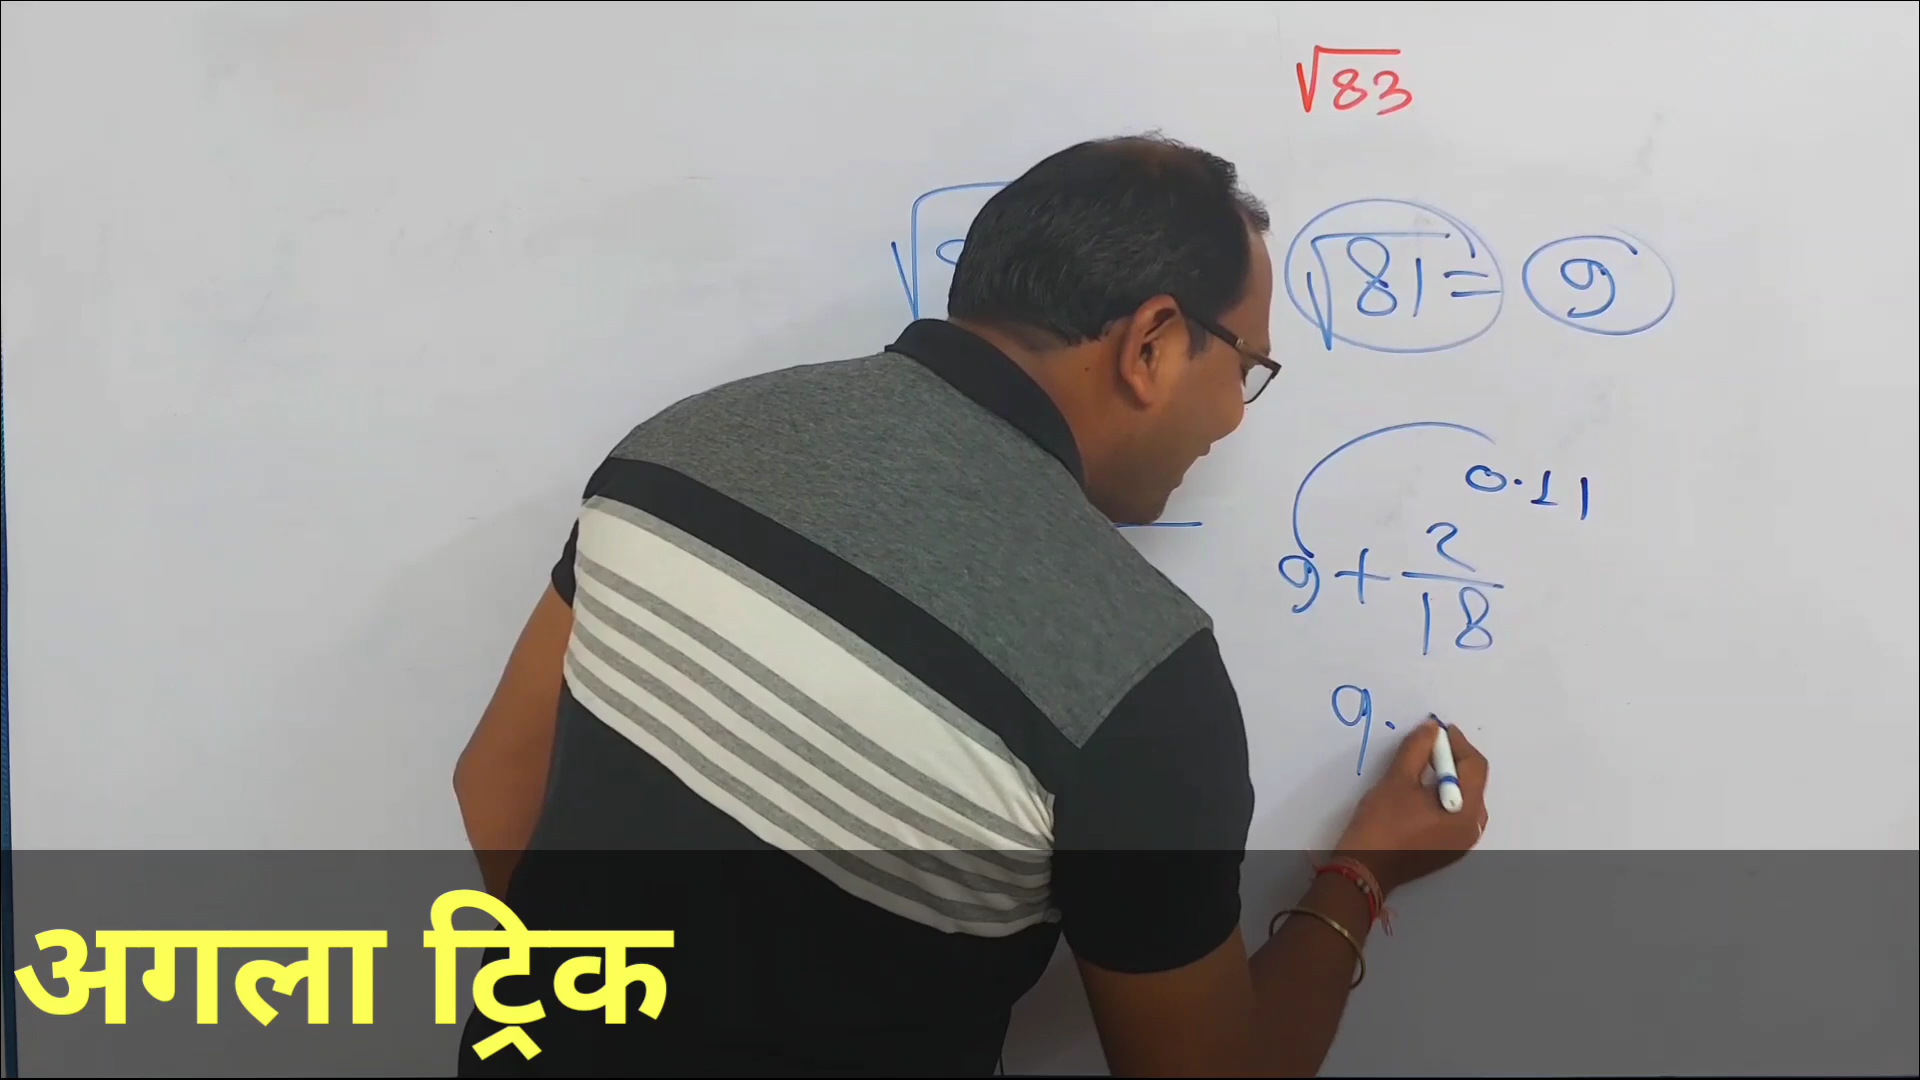 √83
√81 = 9
0.11
9 + 2/18
9.
अगला ट्रिक